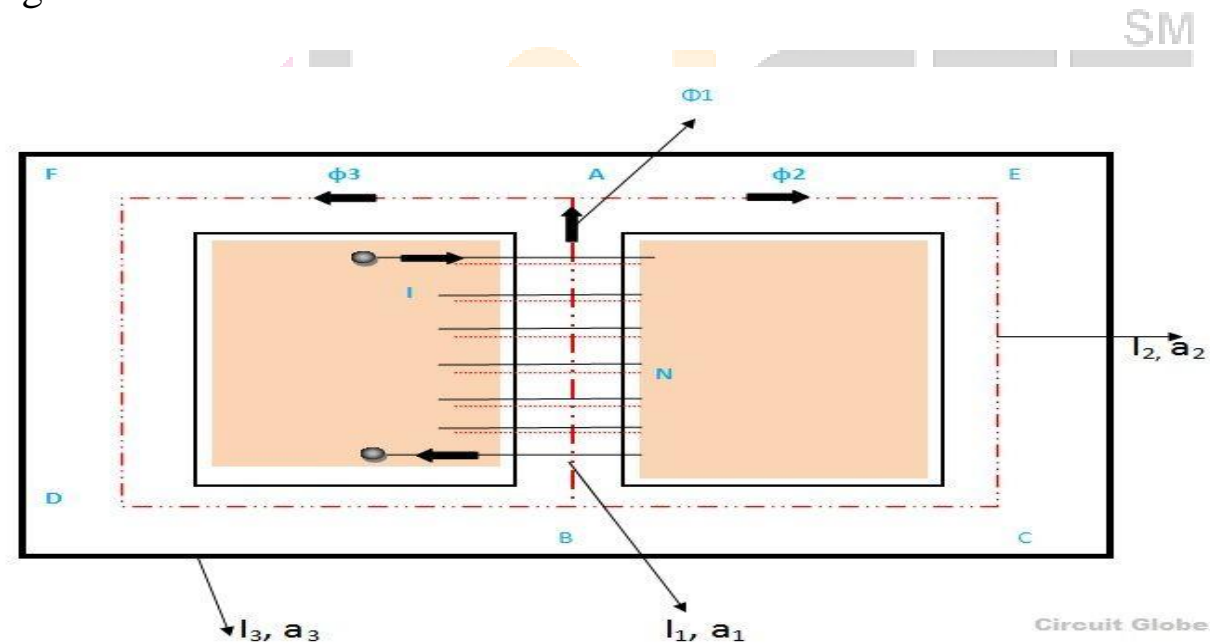 SM
Φ1
F ϕ3 A ϕ2 E
I
l₂, a₂
N
D
B C
l₃, a₃ l₁, a₁
Circuit Globe